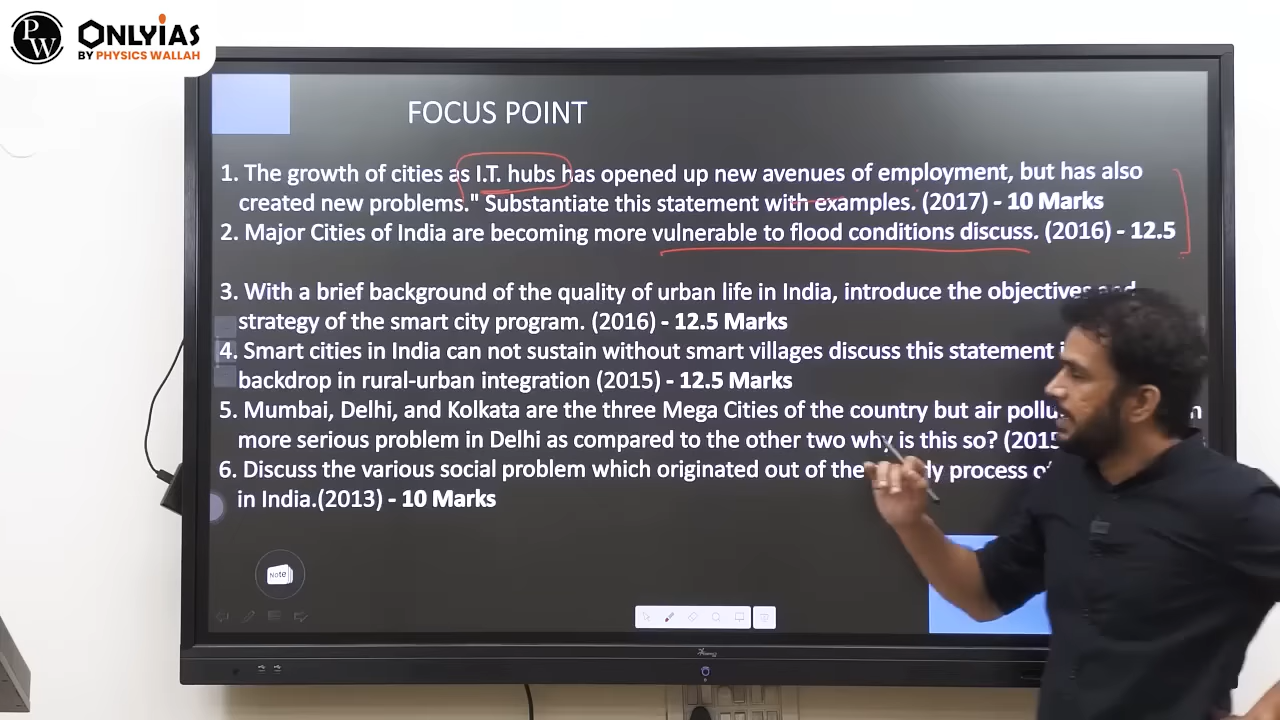 PW
ONLYIAS
BY PHYSICS WALLAH
FOCUS POINT
1. The growth of cities as I.T. hubs has opened up new avenues of employment, but has also
created new problems." Substantiate this statement with examples. (2017) - 10 Marks
2. Major Cities of India are becoming more vulnerable to flood conditions discuss. (2016) - 12.5
3. With a brief background of the quality of urban life in India, introduce the objectives and
strategy of the smart city program. (2016) - 12.5 Marks
4. Smart cities in India can not sustain without smart villages discuss this statement
backdrop in rural-urban integration (2015) - 12.5 Marks
5. Mumbai, Delhi, and Kolkata are the three Mega Cities of the country but air
more serious problem in Delhi as compared to the other two why is this so? (2015
6. Discuss the various social problem which originated out of the process
in India.(2013) - 10 Marks
Note